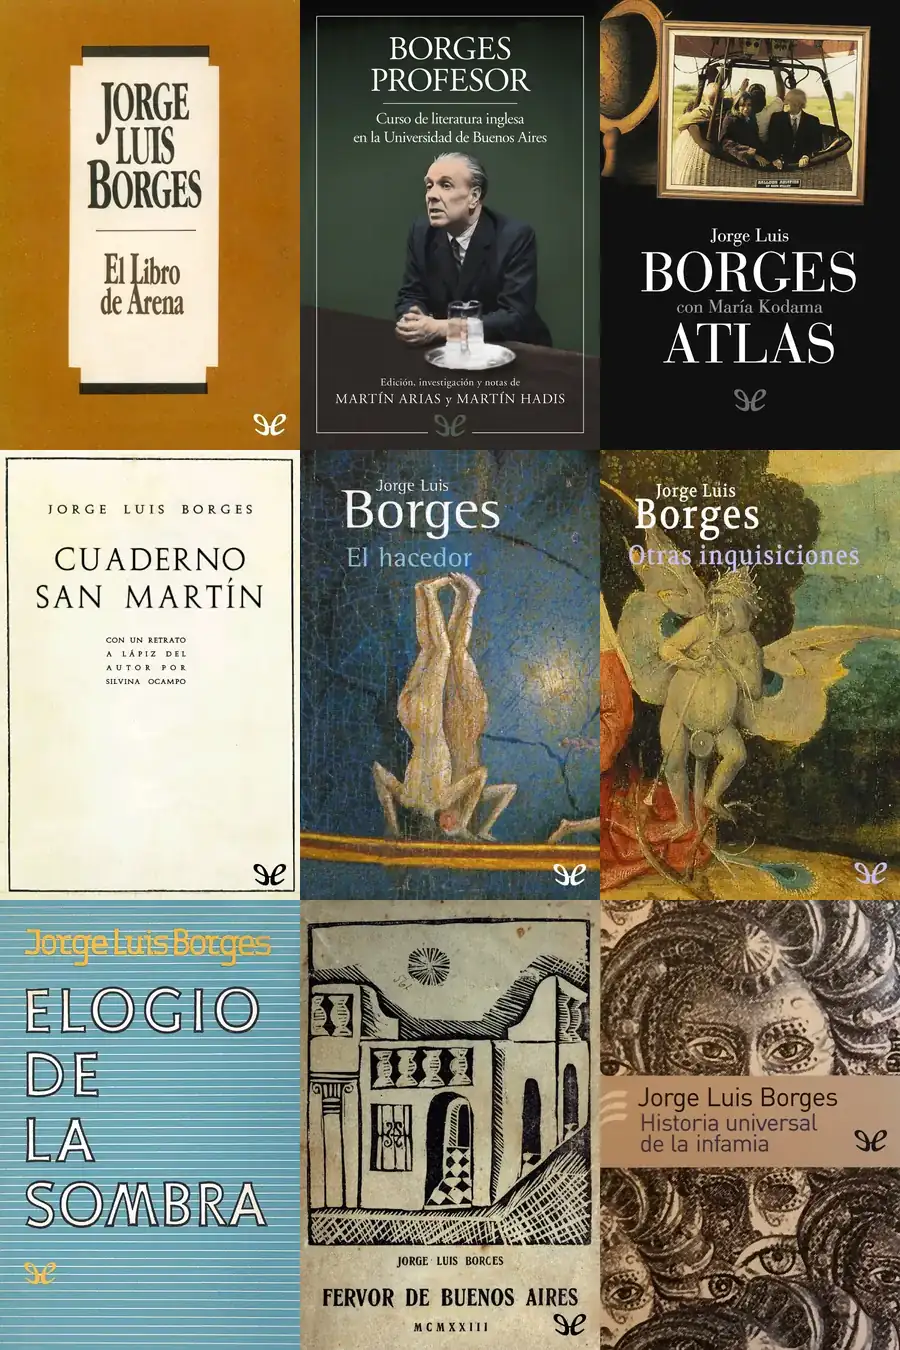 JORGE
LUIS
BORGES
El Libro
de Arena
BORGES
PROFESOR
Curso de literatura inglesa
en la Universidad de Buenos Aires
Edición, investigación y notas de
MARTÍN ARIAS y MARTÍN HADIS
Jorge Luis
BORGES
con María Kodama
ATLAS
JORGE LUIS BORGES
CUADERNO
SAN MARTÍN
CON UN RETRATO
A LÁPIZ DEL
AUTOR POR
SILVINA OCAMPO
Jorge Luis
Borges
El hacedor
Jorge Luis
Borges
Otras inquisiciones
Jorge Luis Borges
ELOGIO
DE
LA
SOMBRA
JORGE LUIS BORGES
FERVOR DE BUENOS AIRES
MCMXXIII
Jorge Luis Borges
Historia universal
de la infamia